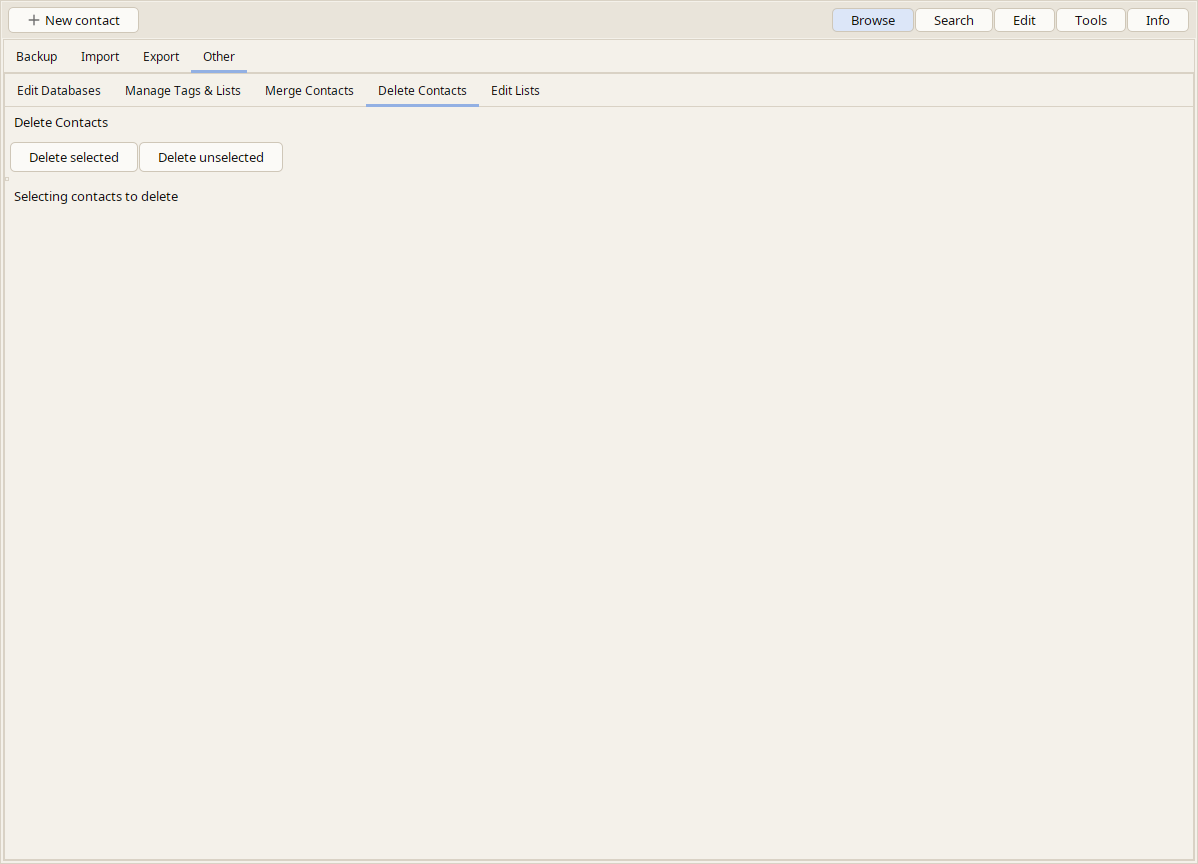 New contact
Browse
Search
Edit
Tools
Info
Backup
Import
Export
Other
Edit Databases
Manage Tags & Lists
Merge Contacts
Delete Contacts
Edit Lists
Delete Contacts
Delete selected
Delete unselected
Selecting contacts to delete